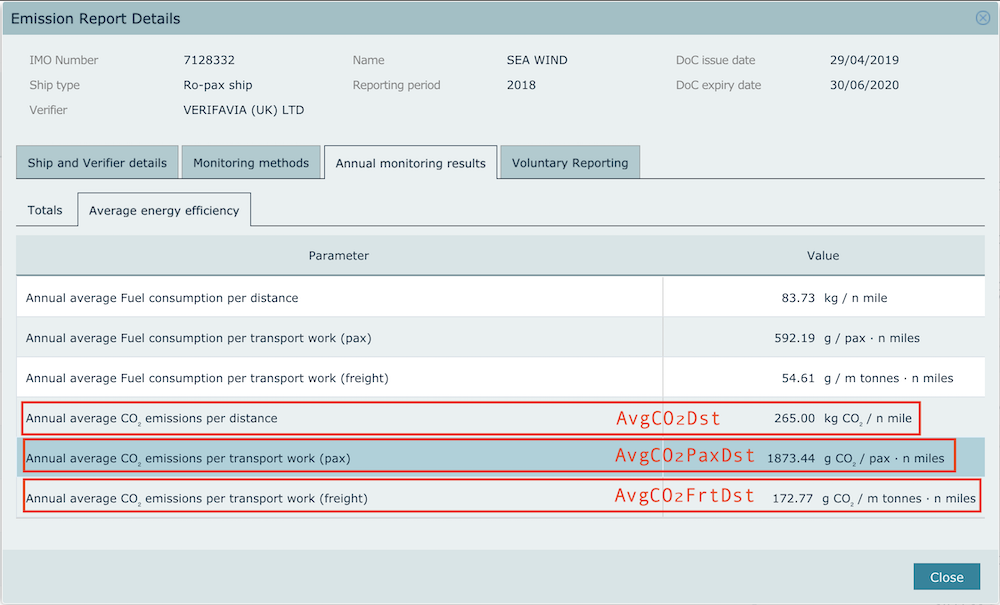 Emission Report Details
IMO Number 7128332 Name SEA WIND DoC issue date 29/04/2019
Ship type Ro-pax ship Reporting period 2018 DoC expiry date 30/06/2020
Verifier VERIFAVIA (UK) LTD
Ship and Verifier details Monitoring methods Annual monitoring results Voluntary Reporting
Totals Average energy efficiency
Parameter Value
Annual average Fuel consumption per distance 83.73 kg / n mile
Annual average Fuel consumption per transport work (pax) 592.19 g / pax · n miles
Annual average Fuel consumption per transport work (freight) 54.61 g / m tonnes · n miles
Annual average CO₂ emissions per distance AvgCO2Dst 265.00 kg CO₂ / n mile
Annual average CO₂ emissions per transport work (pax) AvgCO2PaxDst 1873.44 g CO₂ / pax · n miles
Annual average CO₂ emissions per transport work (freight) AvgCO2FrtDst 172.77 g CO₂ / m tonnes · n miles
Close